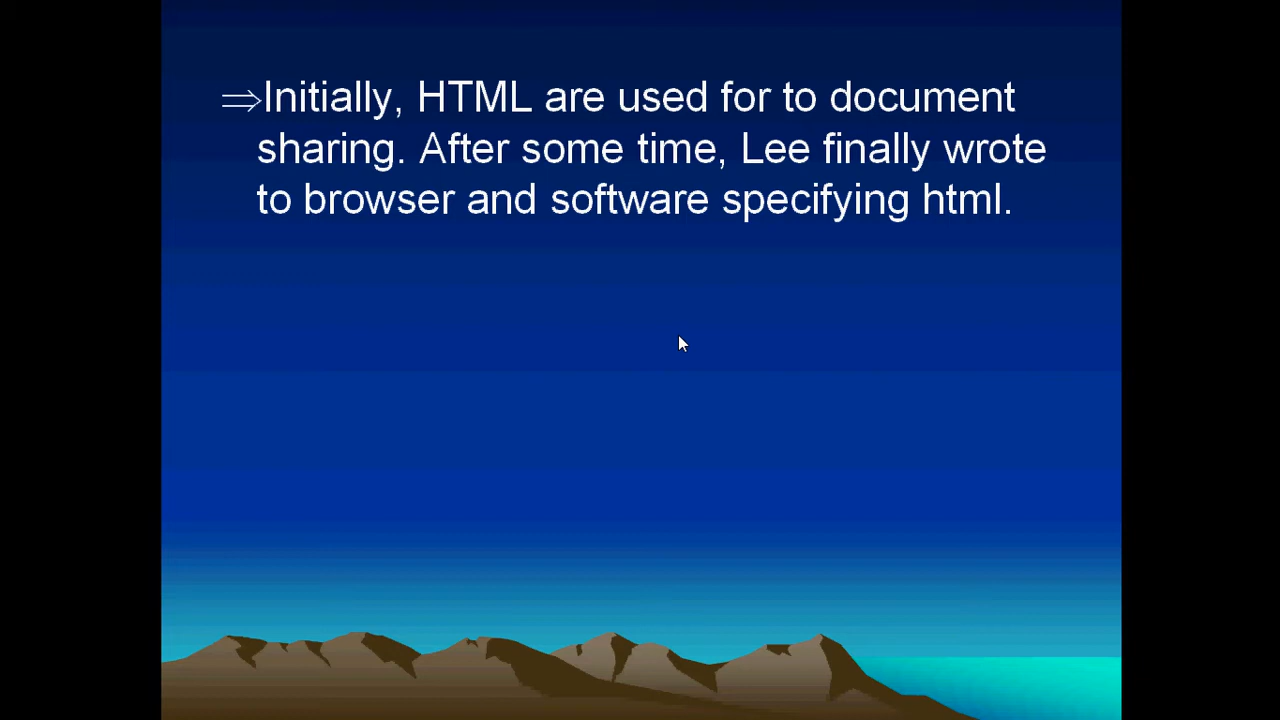 ⇒Initially, HTML are used for to document
sharing. After some time, Lee finally wrote
to browser and software specifying html.